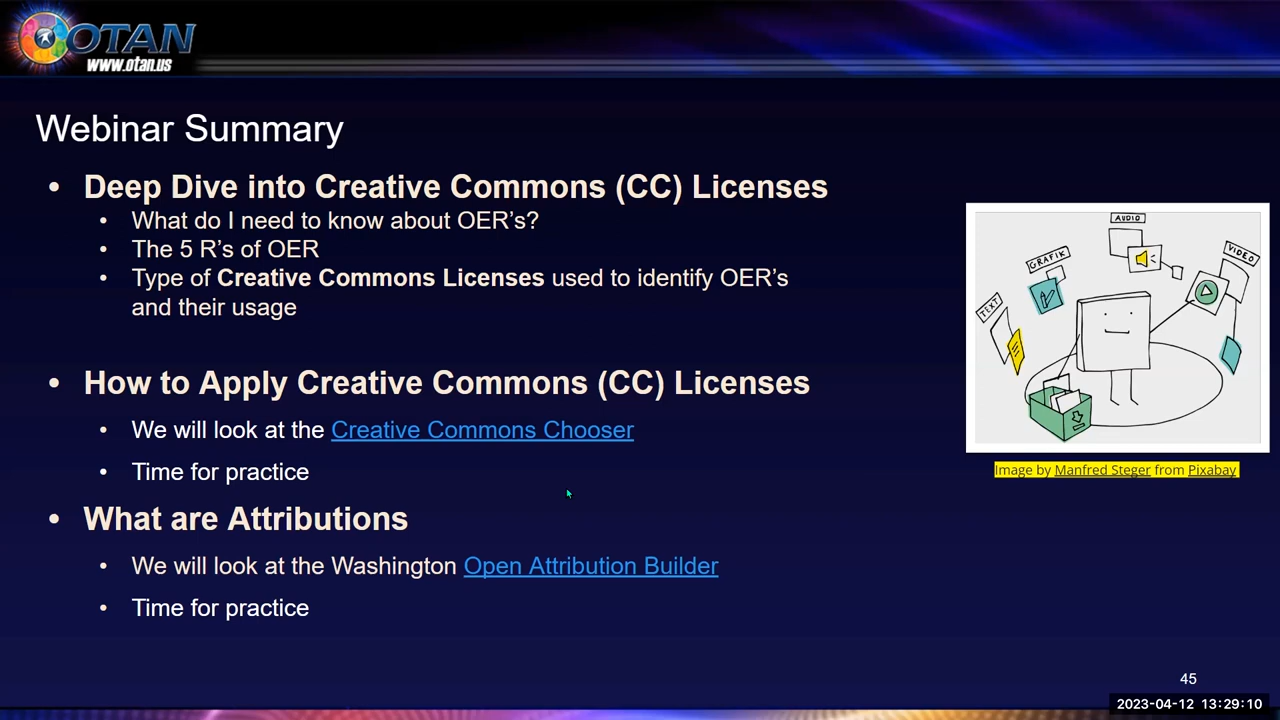 OTAN
www.otan.us
Webinar Summary
• Deep Dive into Creative Commons (CC) Licenses
• What do I need to know about OER’s?
• The 5 R’s of OER
• Type of Creative Commons Licenses used to identify OER’s
and their usage
• How to Apply Creative Commons (CC) Licenses
• We will look at the Creative Commons Chooser
• Time for practice
• What are Attributions
• We will look at the Washington Open Attribution Builder
• Time for practice
AUDIO
GRAFIK
VIDEO
TEXT
Image by Manfred Steger from Pixabay
45
2023-04-12 13:29:10